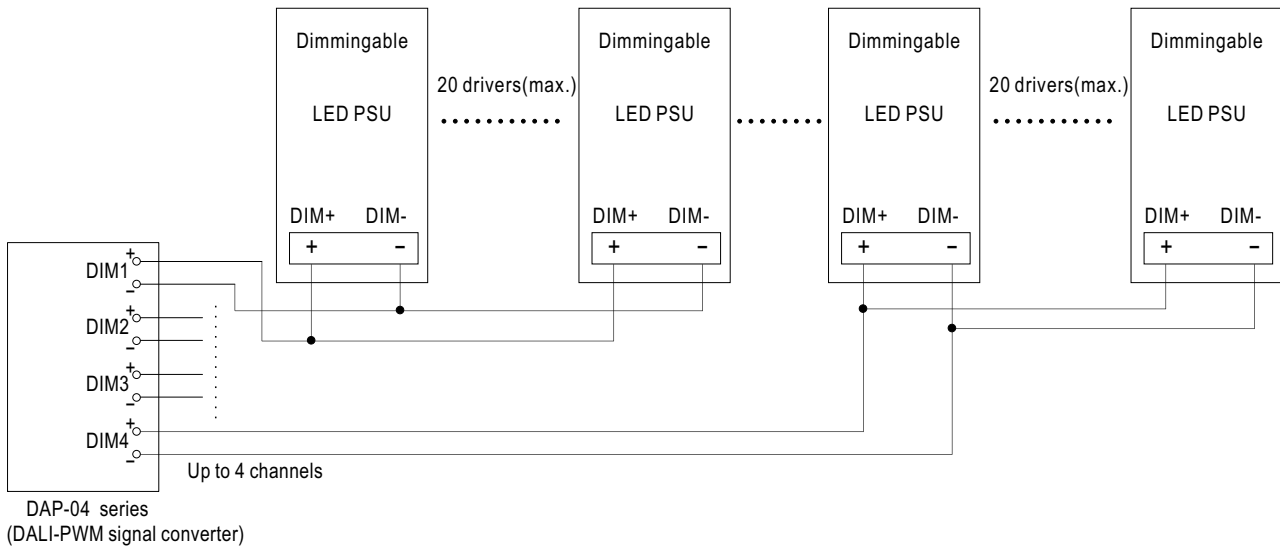 Dimmingable
LED PSU
DIM+ DIM-
+ −
20 drivers(max.)
Dimmingable
LED PSU
DIM+ DIM-
+ −
Dimmingable
LED PSU
DIM+ DIM-
+ −
20 drivers(max.)
Dimmingable
LED PSU
DIM+ DIM-
+ −
DIM1 +
−
DIM2 +
−
DIM3 +
−
DIM4 +
−
Up to 4 channels
DAP-04 series
(DALI-PWM signal converter)